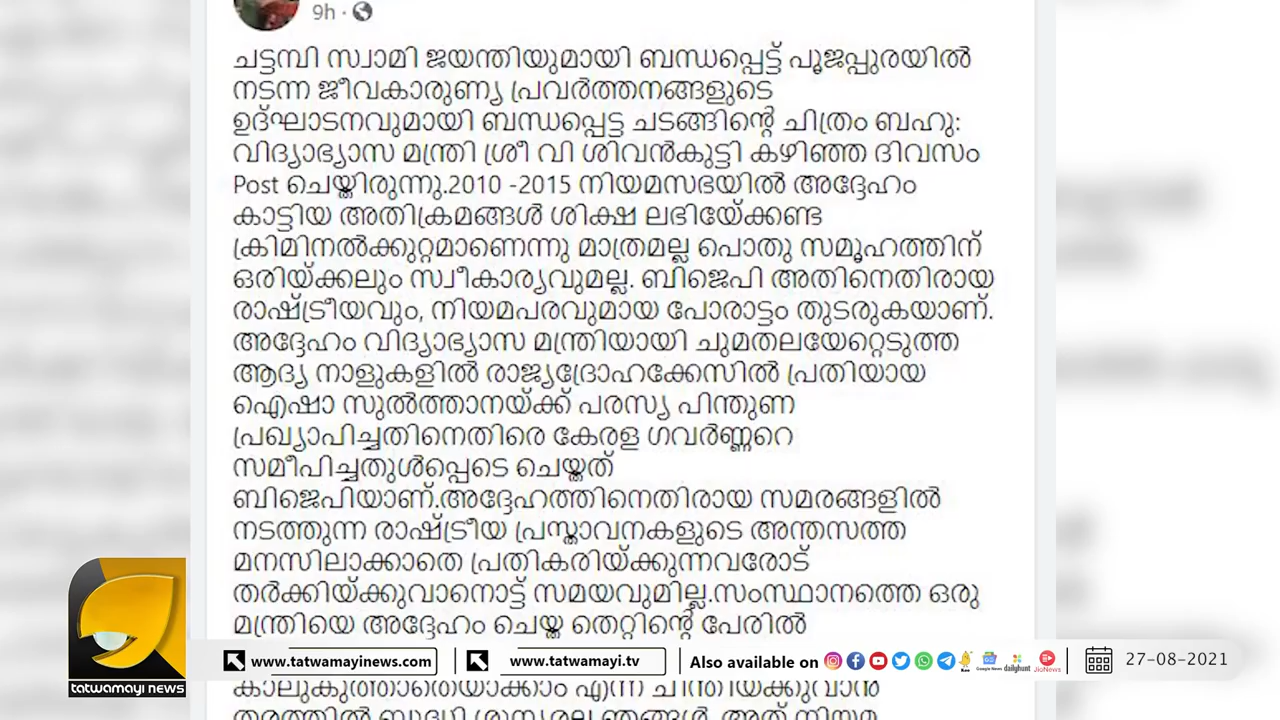 9h ·
ചട്ടമ്പി സ്വാമി ജയന്തിയുമായി ബന്ധപ്പെട്ട് പൂജപ്പുരയിൽ
നടന്ന ജീവകാരുണ്യ പ്രവർത്തനങ്ങളുടെ
ഉദ്ഘാടനവുമായി ബന്ധപ്പെട്ട ചടങ്ങിന്റെ ചിത്രം ബഹു:
വിദ്യാഭ്യാസ മന്ത്രി ശ്രീ വി ശിവൻകുട്ടി കഴിഞ്ഞ ദിവസം
Post ചെയ്തിരുന്നു.2010 -2015 നിയമസഭയിൽ അദ്ദേഹം
കാട്ടിയ അതിക്രമങ്ങൾ ശിക്ഷ ലഭിയ്ക്കേണ്ട
ക്രിമിനൽക്കുറ്റമാണെന്നു മാത്രമല്ല പൊതു സമൂഹത്തിന്
ഒരിയ്ക്കലും സ്വീകാര്യവുമല്ല. ബിജെപി അതിനെതിരായ
രാഷ്ട്രീയവും, നിയമപരവുമായ പോരാട്ടം തുടരുകയാണ്.
അദ്ദേഹം വിദ്യാഭ്യാസ മന്ത്രിയായി ചുമതലയേറ്റെടുത്ത
ആദ്യ നാളുകളിൽ രാജ്യദ്രോഹക്കേസിൽ പ്രതിയായ
ഐഷാ സുൽത്താനയ്ക്ക് പരസ്യ പിന്തുണ
പ്രഖ്യാപിച്ചതിനെതിരെ കേരള ഗവർണ്ണറെ
സമീപിച്ചതുൾപ്പെടെ ചെയ്തത്
ബിജെപിയാണ്.അദ്ദേഹത്തിനെതിരായ സമരങ്ങളിൽ
നടത്തുന്ന രാഷ്ട്രീയ പ്രസ്താവനകളുടെ അന്തസത്ത
മനസിലാക്കാതെ പ്രതികരിയ്ക്കുന്നവരോട്
തർക്കിയ്ക്കുവാനൊട്ട് സമയവുമില്ല.സംസ്ഥാനത്തെ ഒരു
മന്ത്രിയെ അദ്ദേഹം ചെയ്ത തെറ്റിന്റെ പേരിൽ
കാലുകുത്താതെയാക്കാം എന്ന് ചിന്തിയ്ക്കുവാൻ
tatwamayi news
www.tatwamayinews.com
www.tatwamayi.tv
Also available on
Google News
dailyhunt
JioNews
27-08-2021